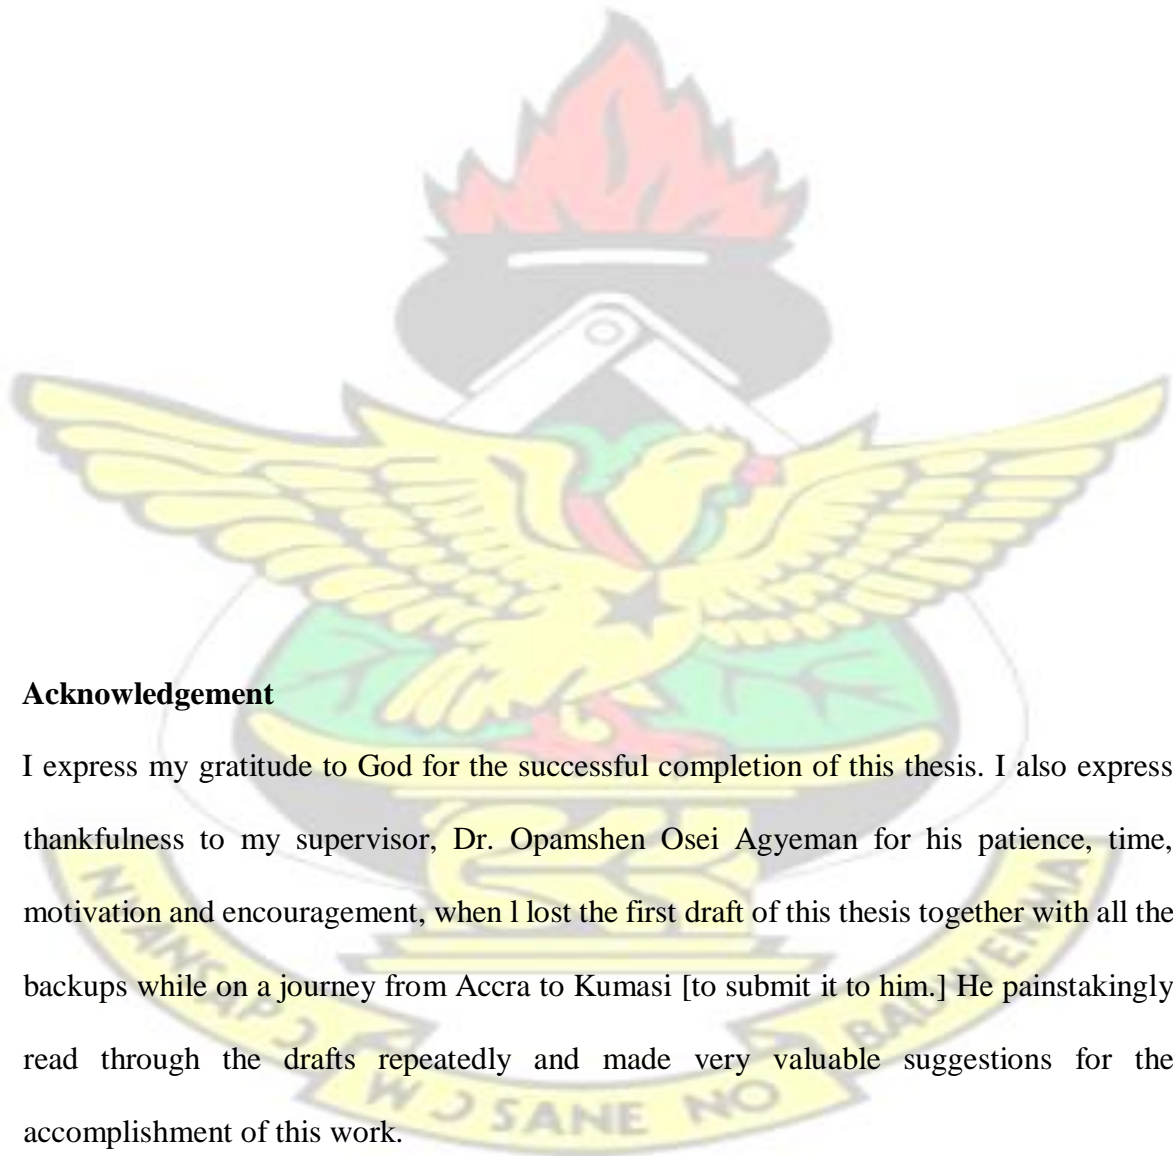 Acknowledgement
I express my gratitude to God for the successful completion of this thesis. I also express
thankfulness to my supervisor, Dr. Opamshen Osei Agyeman for his patience, time,
motivation and encouragement, when l lost the first draft of this thesis together with all the
backups while on a journey from Accra to Kumasi [to submit it to him.] He painstakingly
read through the drafts repeatedly and made very valuable suggestions for the
accomplishment of this work.
W Ɔ SANE NO